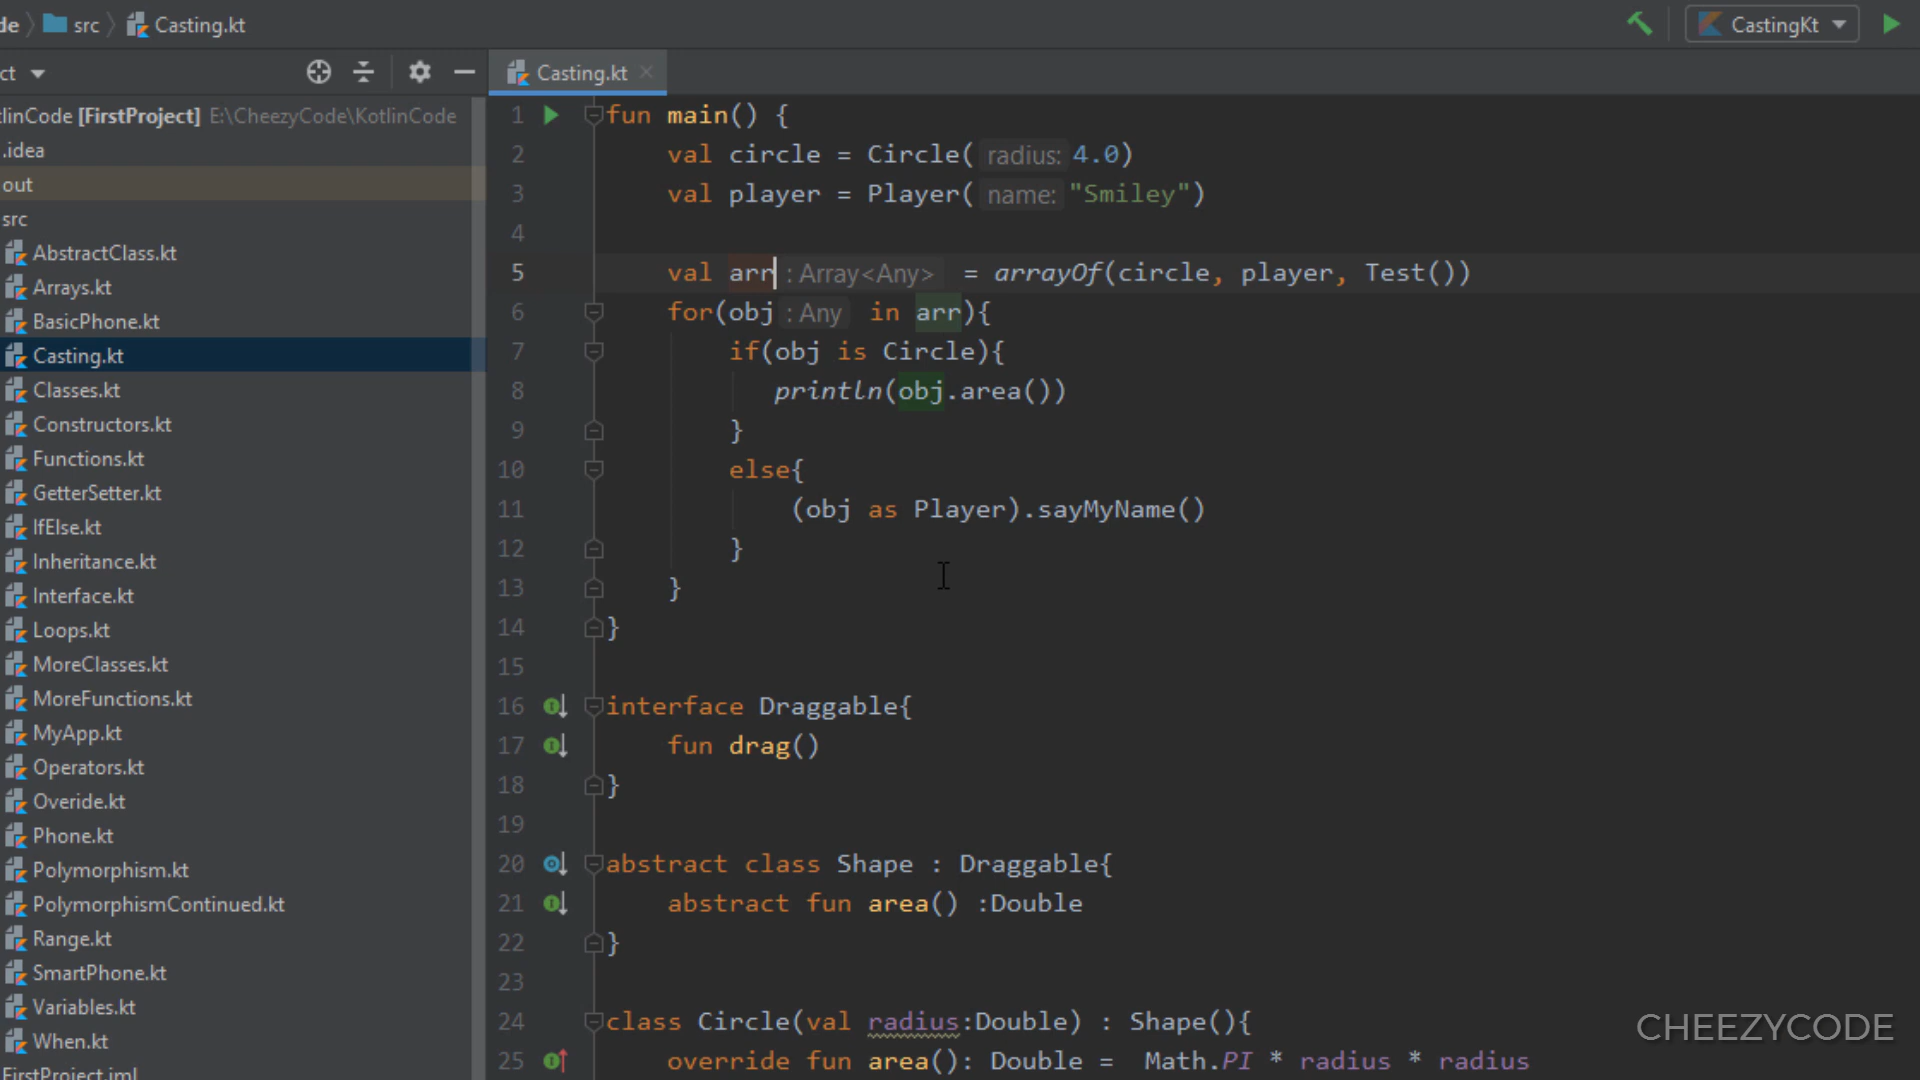 de src Casting.kt CastingKt
ct Casting.kt
tlinCode [FirstProject] E:\CheezyCode\KotlinCode
.idea
out
src
AbstractClass.kt
Arrays.kt
BasicPhone.kt
Casting.kt
Classes.kt
Constructors.kt
Functions.kt
GetterSetter.kt
IfElse.kt
Inheritance.kt
Interface.kt
Loops.kt
MoreClasses.kt
MoreFunctions.kt
MyApp.kt
Operators.kt
Overide.kt
Phone.kt
Polymorphism.kt
PolymorphismContinued.kt
Range.kt
SmartPhone.kt
Variables.kt
When.kt
FirstProject.iml
1 fun main() {
2 val circle = Circle( radius: 4.0)
3 val player = Player( name: "Smiley")
4
5 val arr : Array<Any> = arrayOf(circle, player, Test())
6 for(obj : Any in arr){
7 if(obj is Circle){
8 println(obj.area())
9 }
10 else{
11 (obj as Player).sayMyName()
12 }
13 }
14 }
15
16 interface Draggable{
17 fun drag()
18 }
19
20 abstract class Shape : Draggable{
21 abstract fun area() :Double
22 }
23
24 class Circle(val radius:Double) : Shape(){
25 override fun area(): Double = Math.PI * radius * radius
CHEEZYCODE